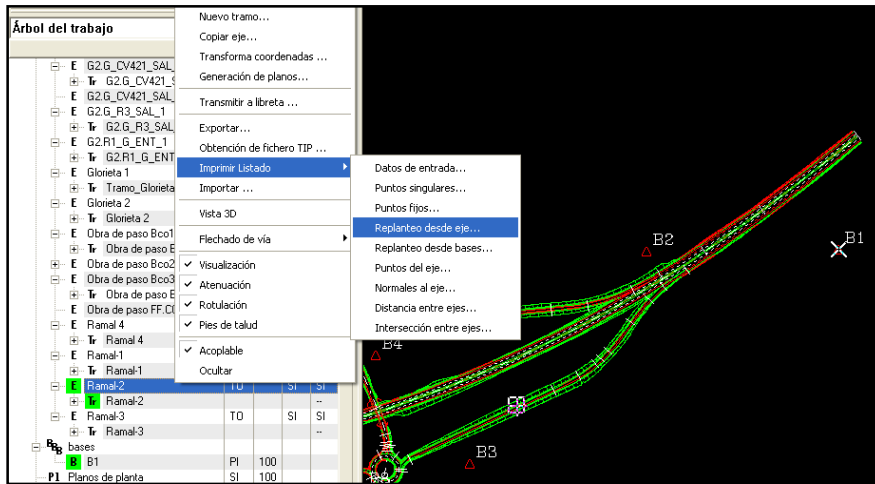 Árbol del trabajo
E G2.G_CV421_SAL_
Tr G2.G_CV421_S
E G2.G_CV421_SAL_
E G2.G_R3_SAL_1
Tr G2.G_R3_SAL_
E G2.R1_G_ENT_1
Tr G2.R1_G_ENT
E Glorieta 1
Tr Tramo_Glorieta
E Glorieta 2
Tr Glorieta 2
E Obra de paso Bco1
Tr Obra de paso B
E Obra de paso Bco2
E Obra de paso Bco3
Tr Obra de paso B
E Obra de paso FF.CC
E Ramal 4
Tr Ramal 4
E Ramal-1
Tr Ramal-1
E Ramal-2 TO SI SI
Tr Ramal-2 --
E Ramal-3 TO SI SI
Tr Ramal-3 --
BBB bases
B B1 PI 100
P1 Planos de planta SI 100
Nuevo tramo...
Copiar eje...
Transforma coordenadas ...
Generación de planos...
Transmitir a libreta ...
Exportar...
Obtención de fichero TIP ...
Imprimir Listado
Importar ...
Vista 3D
Flechado de vía
Visualización
Atenuación
Rotulación
Pies de talud
Acoplable
Ocultar
Datos de entrada...
Puntos singulares...
Puntos fijos...
Replanteo desde eje...
Replanteo desde bases...
Puntos del eje...
Normales al eje...
Distancia entre ejes...
Intersección entre ejes...
B1
B2
B4
B3